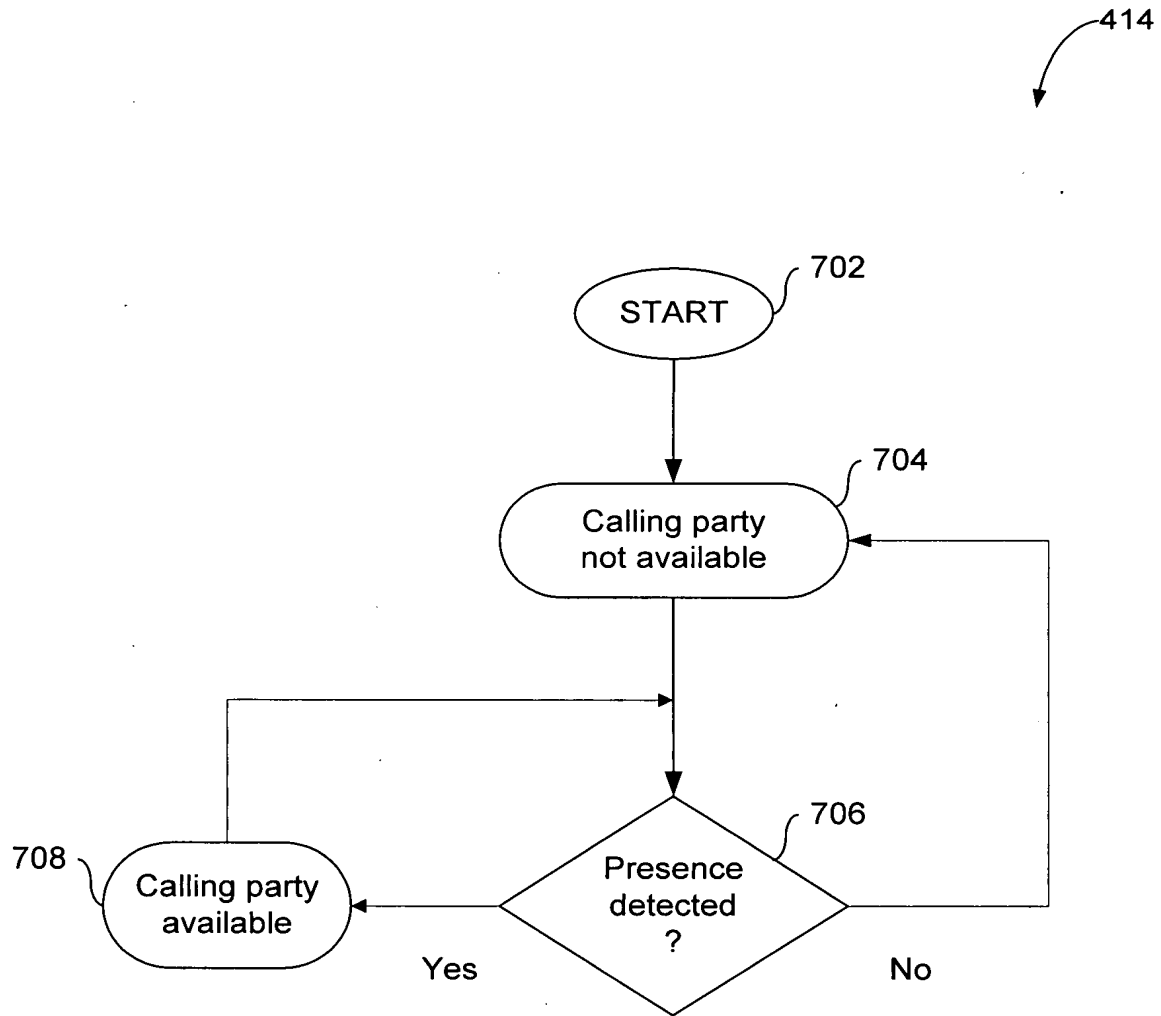 414
START
702
704
Calling party
not available
706
Presence
detected
?
708
Calling party
available
Yes
No